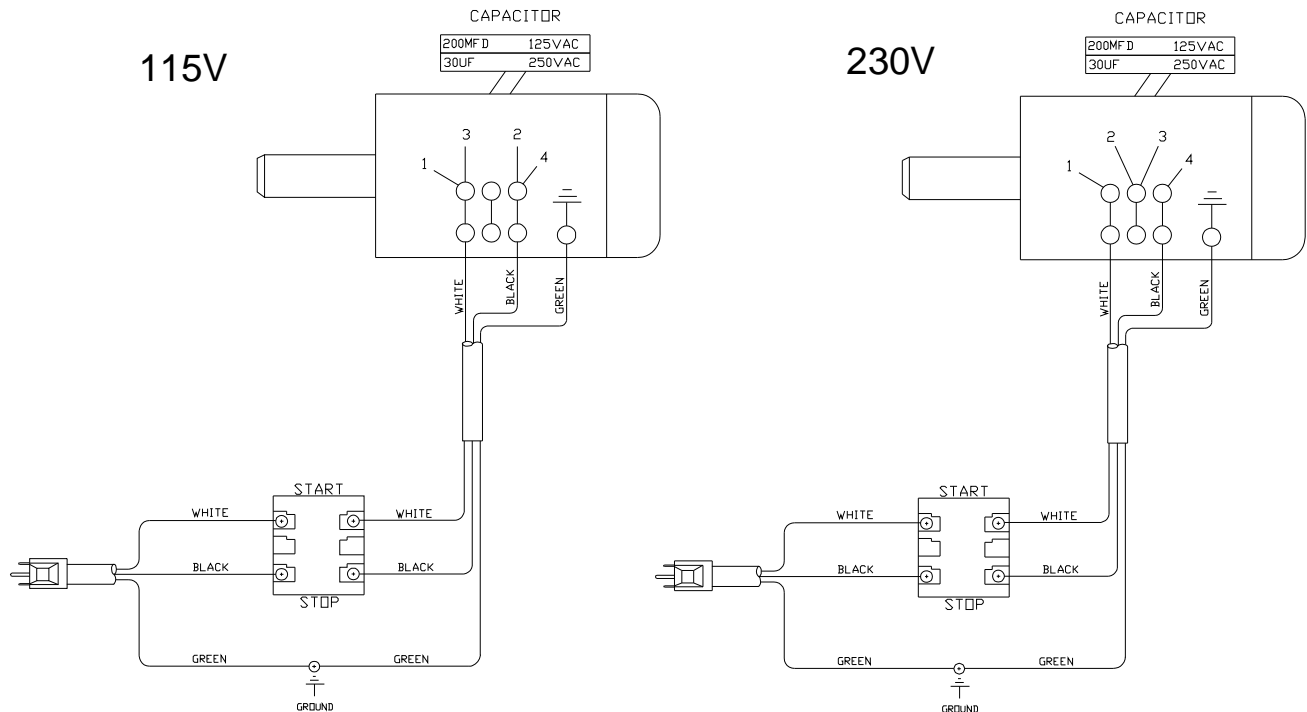 CAPACITOR
200MFD 125VAC
30UF 250VAC
115V
3 2
1 4
WHITE
BLACK
GREEN
START
WHITE WHITE
BLACK BLACK
STOP
GREEN GREEN
GROUND
CAPACITOR
200MFD 125VAC
30UF 250VAC
230V
2 3
1 4
WHITE
BLACK
GREEN
START
WHITE WHITE
BLACK BLACK
STOP
GREEN GREEN
GROUND